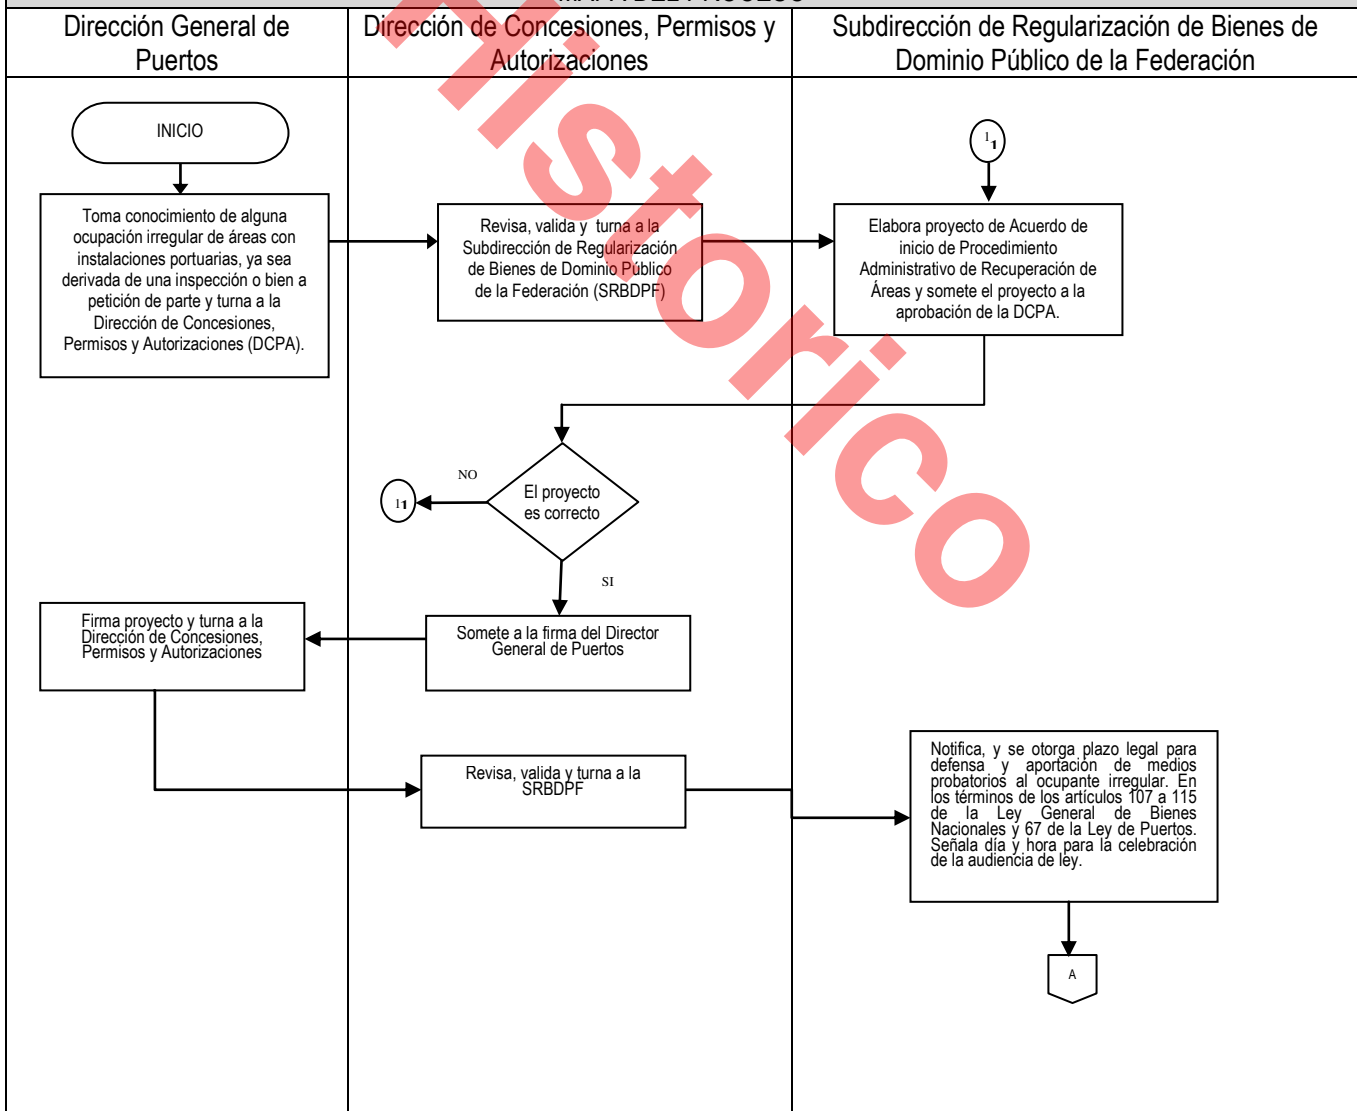 MAPA DEL PROCESO
Dirección General de
Puertos
Dirección de Concesiones, Permisos y
Autorizaciones
Subdirección de Regularización de Bienes de
Dominio Público de la Federación
INICIO
1
1
Toma conocimiento de alguna
ocupación irregular de áreas con
instalaciones portuarias, ya sea
derivada de una inspección o bien a
petición de parte y turna a la
Dirección de Concesiones,
Permisos y Autorizaciones (DCPA).
Revisa, valida y turna a la
Subdirección de Regularización
de Bienes de Dominio Público
de la Federación (SRBDPF)
Elabora proyecto de Acuerdo de
inicio de Procedimiento
Administrativo de Recuperación de
Áreas y somete el proyecto a la
aprobación de la DCPA.
El proyecto
es correcto
NO
1
1
SI
Somete a la firma del Director
General de Puertos
Firma proyecto y turna a la
Dirección de Concesiones,
Permisos y Autorizaciones
Revisa, valida y turna a la
SRBDPF
Notifica, y se otorga plazo legal para
defensa y aportación de medios
probatorios al ocupante irregular. En
los términos de los artículos 107 a 115
de la Ley General de Bienes
Nacionales y 67 de la Ley de Puertos.
Señala día y hora para la celebración
de la audiencia de ley.
A
Historico